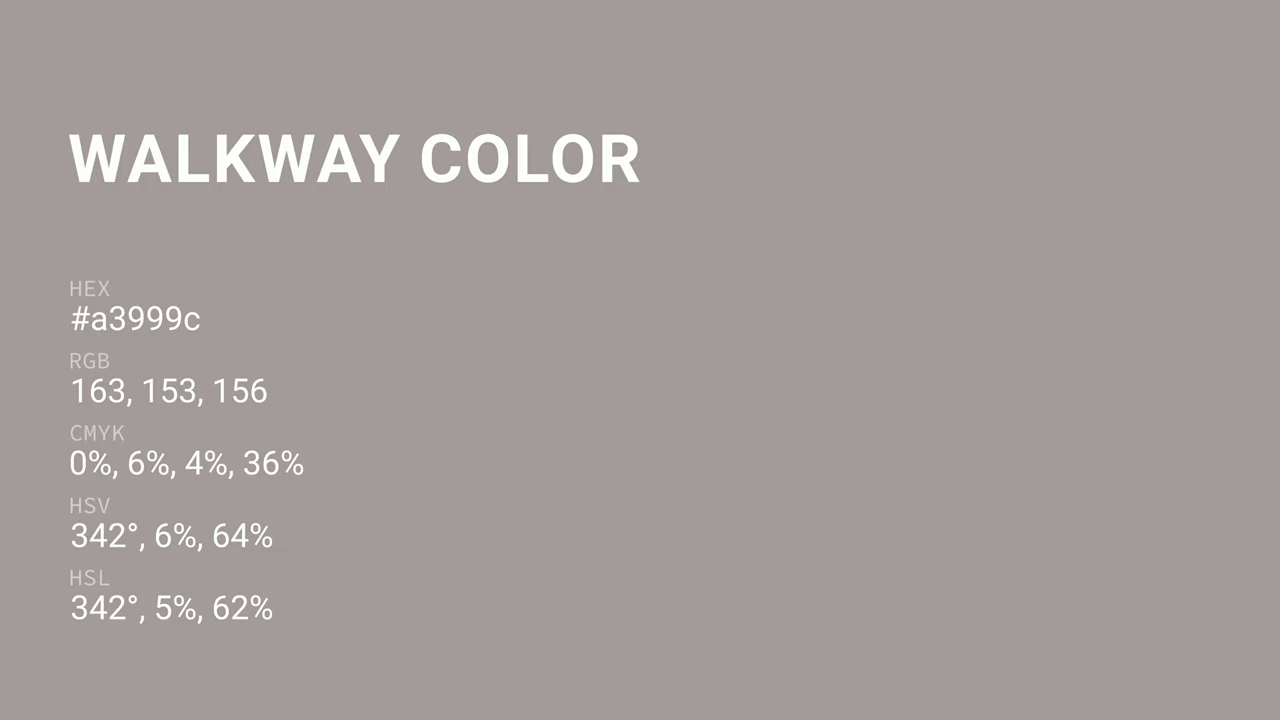 WALKWAY COLOR
HEX
#a3999c
RGB
163, 153, 156
CMYK
0%, 6%, 4%, 36%
HSV
342°, 6%, 64%
HSL
342°, 5%, 62%